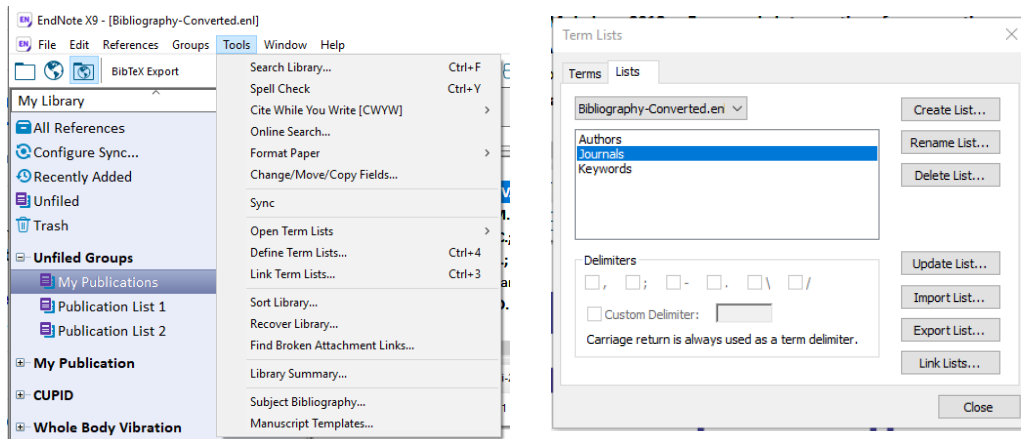 EndNote X9 - [Bibliography-Converted.enl]
File Edit References Groups Tools Window Help
BibTeX Export
My Library
All References
Configure Sync...
Recently Added
Unfiled
Trash
Unfiled Groups
My Publications
Publication List 1
Publication List 2
My Publication
CUPID
Whole Body Vibration
Search Library... Ctrl+F
Spell Check Ctrl+Y
Cite While You Write [CWYW]
Online Search...
Format Paper
Change/Move/Copy Fields...
Sync
Open Term Lists
Define Term Lists... Ctrl+4
Link Term Lists... Ctrl+3
Sort Library...
Recover Library...
Find Broken Attachment Links...
Library Summary...
Subject Bibliography...
Manuscript Templates...
Term Lists
Terms Lists
Bibliography-Converted.en
Authors
Journals
Keywords
Create List...
Rename List...
Delete List...
Delimiters
, ; - . \ /
Custom Delimiter:
Carriage return is always used as a term delimiter.
Update List...
Import List...
Export List...
Link Lists...
Close